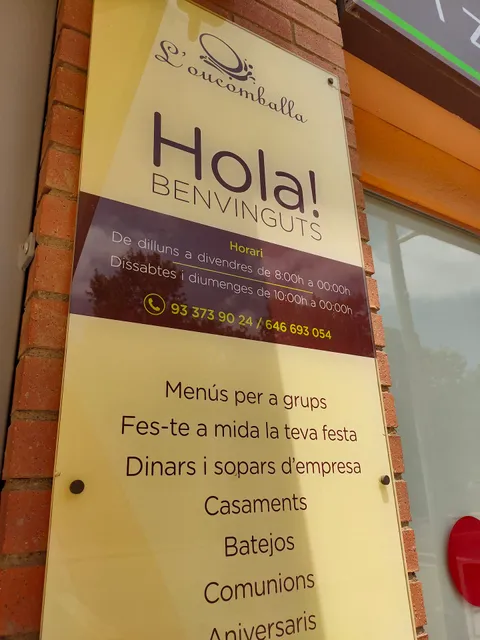 L'oucomballa
Hola!
BENVINGUTS
Horari
De dilluns a divendres de 8:00h a 00:00h
Dissabtes i diumenges de 10:00h a 00:00h
93 373 90 24 / 646 693 054
Menús per a grups
Fes-te a mida la teva festa
Dinars i sopars d'empresa
Casaments
Batejos
Comunions
Aniversaris